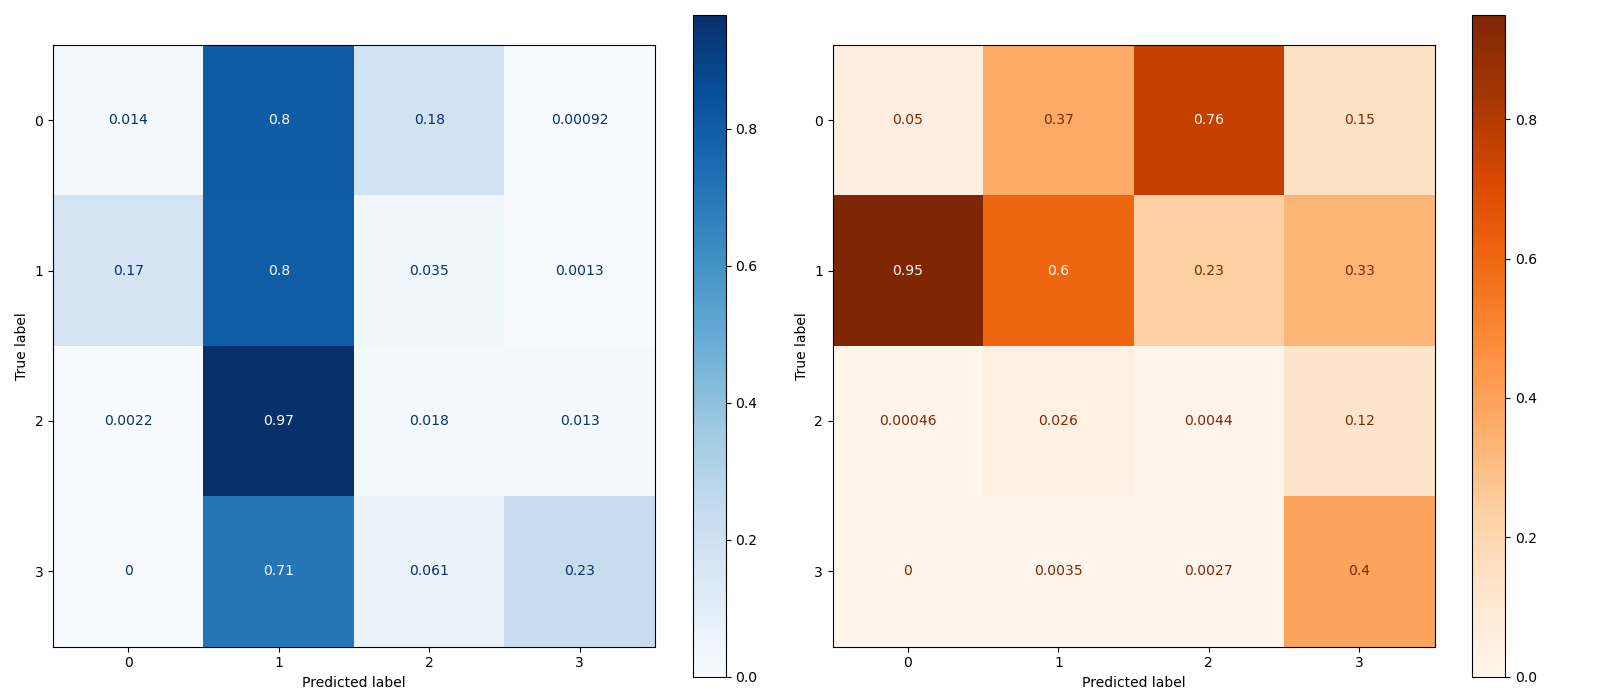 0 0.014 0.8 0.18 0.00092
1 0.17 0.8 0.035 0.0013
2 0.0022 0.97 0.018 0.013
3 0 0.71 0.061 0.23
0 1 2 3
Predicted label
True label
0.8
0.6
0.4
0.2
0.0
0 0.05 0.37 0.76 0.15
1 0.95 0.6 0.23 0.33
2 0.00046 0.026 0.0044 0.12
3 0 0.0035 0.0027 0.4
0 1 2 3
Predicted label
True label
0.8
0.6
0.4
0.2
0.0